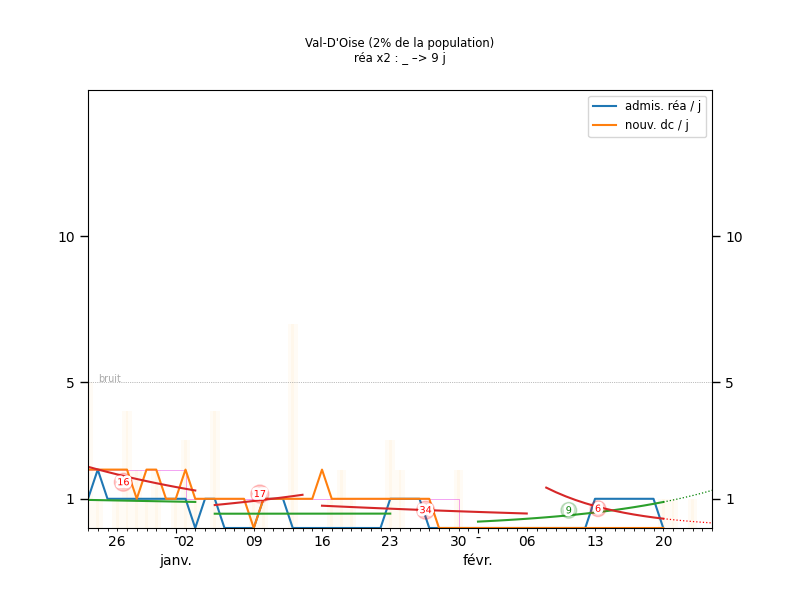 Val-D'Oise (2% de la population)
réa x2 : _ –> 9 j
admis. réa / j
nouv. dc / j
10
10
bruit
5
5
16
17
34
9
6
1
1
26
02
09
16
23
30
06
13
20
janv.
févr.